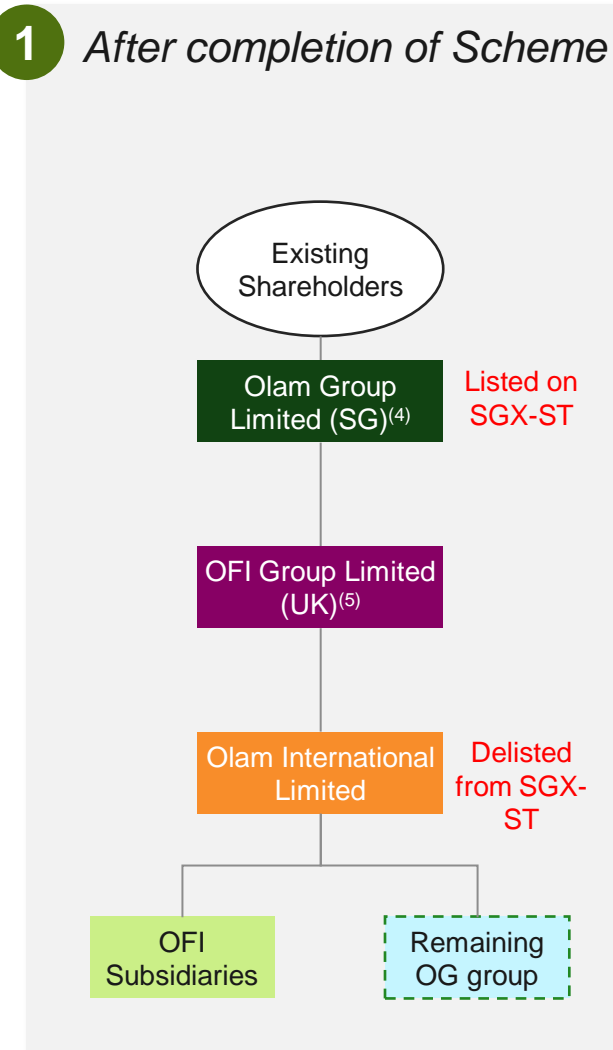 1 After completion of Scheme
Existing
Shareholders
Olam Group
Limited (SG)(4)
Listed on
SGX-ST
OFI Group Limited
(UK)(5)
Olam International
Limited
Delisted
from SGX-
ST
OFI
Subsidiaries
Remaining
OG group